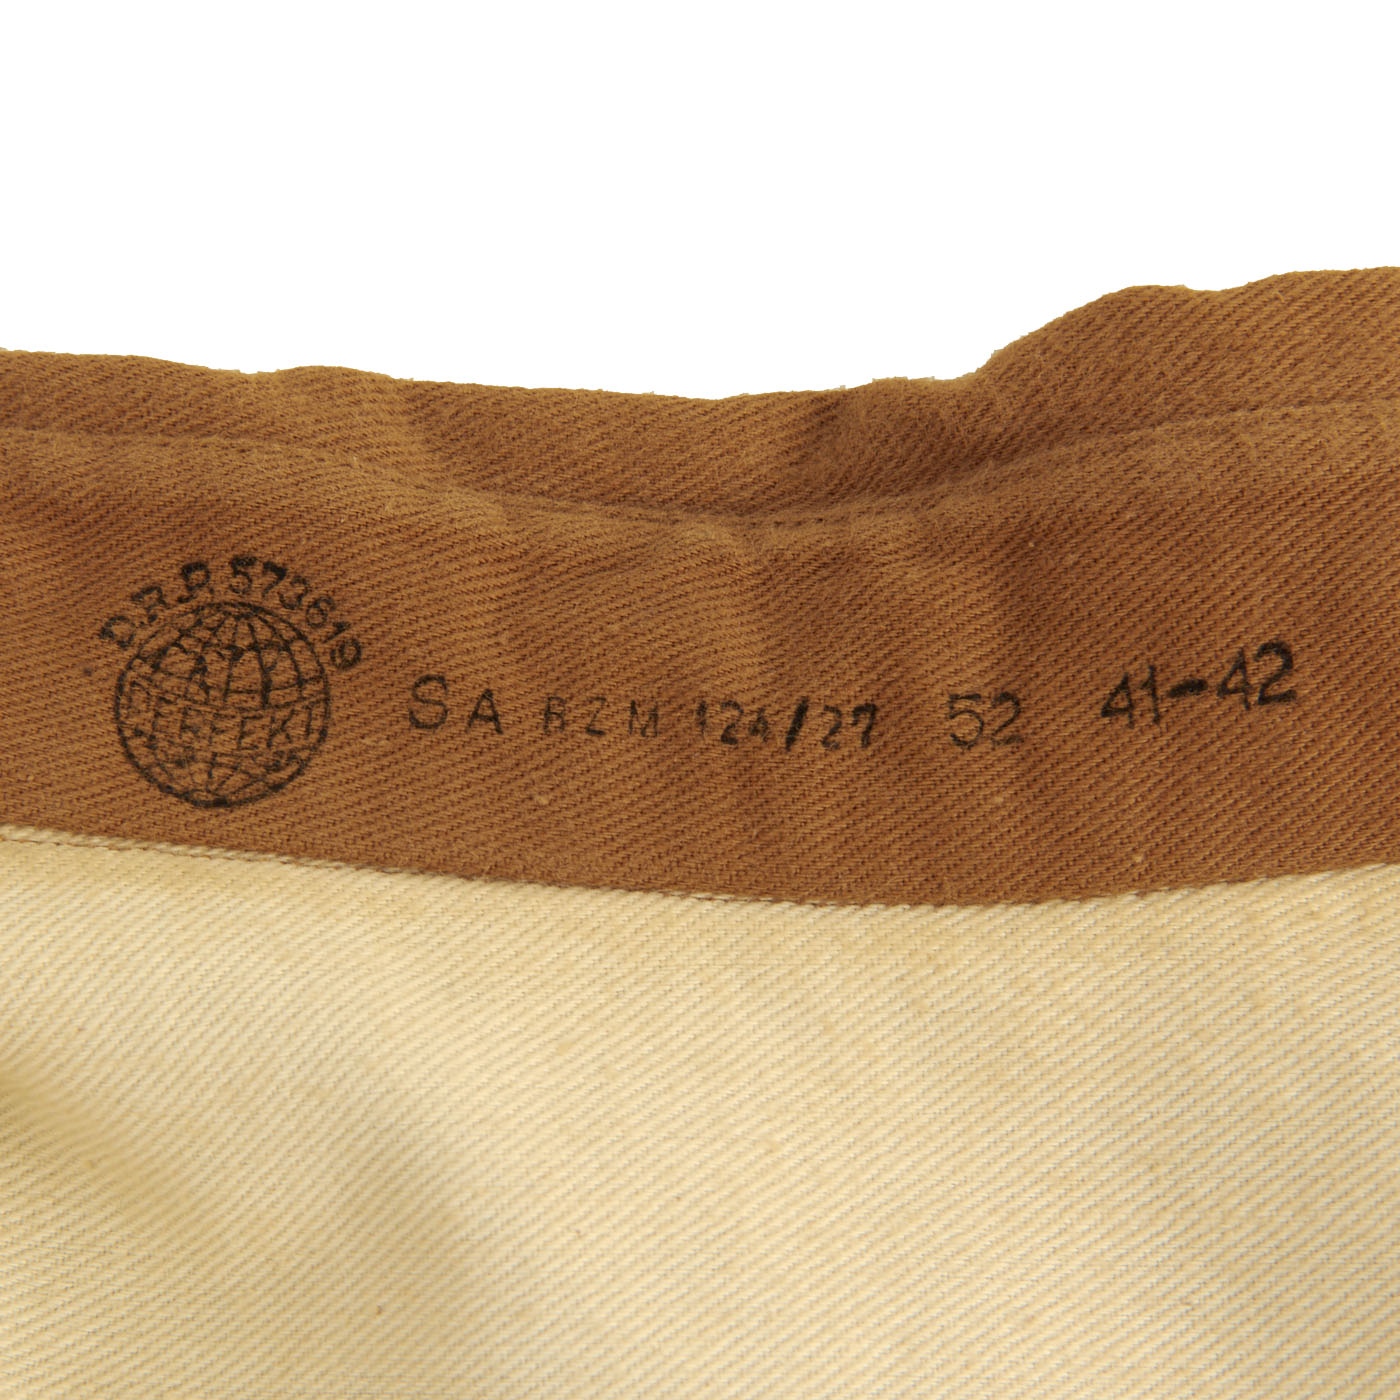 D.R.P. 573619
PERFEKT
SA RZM 124/27 52 41-42